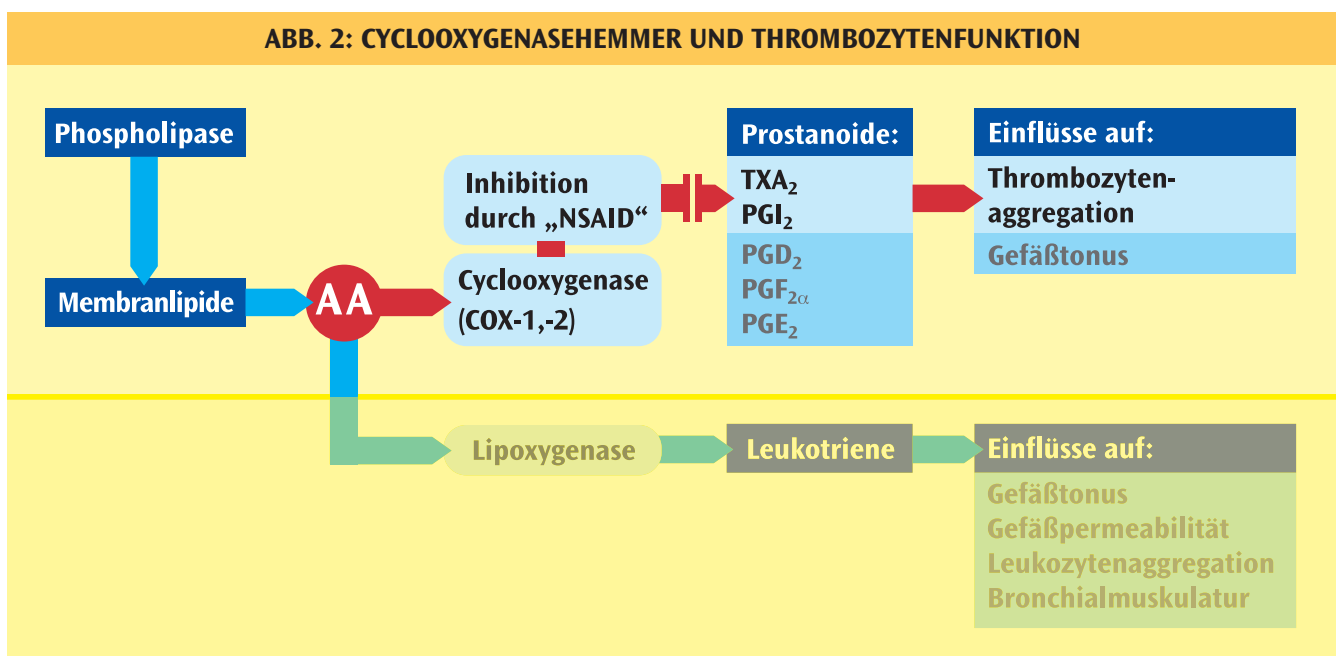 ABB. 2: CYCLOOXYGENASEHEMMER UND THROMBOZYTENFUNKTION
Phospholipase
Membranlipide
AA
Inhibition
durch „NSAID“
Cyclooxygenase
(COX-1,-2)
Prostanoide:
TXA₂
PGI₂
PGD₂
PGF₂α
PGE₂
Einflüsse auf:
Thrombozyten-
aggregation
Gefäßtonus
Lipoxygenase
Leukotriene
Einflüsse auf:
Gefäßtonus
Gefäßpermeabilität
Leukozytenaggregation
Bronchialmuskulatur